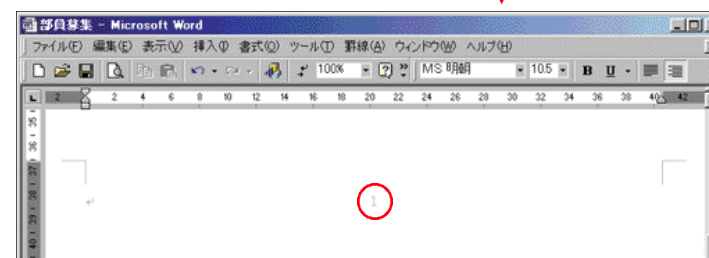 部員募集 - Microsoft Word
ファイル(F) 編集(E) 表示(V) 挿入(I) 書式(O) ツール(T) 罫線(A) ウィンドウ(W) ヘルプ(H)
100% ? » MS 明朝 10.5 B U
L 2 2 4 6 8 10 12 14 16 18 20 22 24 26 28 30 32 34 36 38 40 42
35
36
37
38
39
40
1